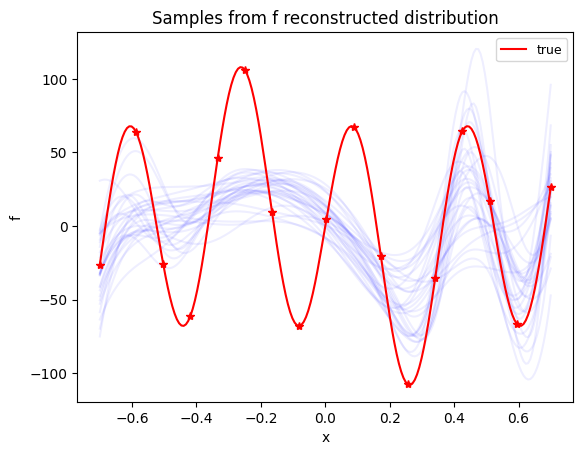 Samples from f reconstructed distribution
true
100
50
0
−50
−100
f
−0.6 −0.4 −0.2 0.0 0.2 0.4 0.6
x